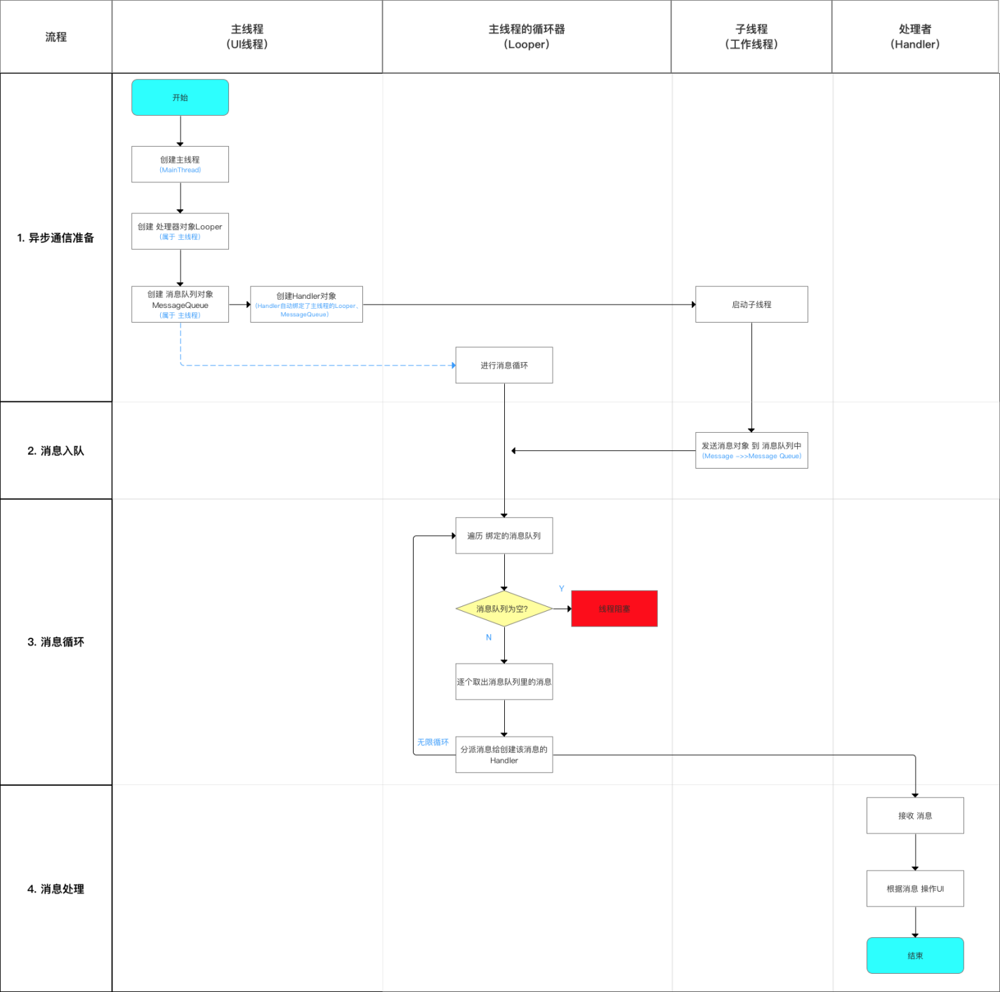 流程
主线程
（UI线程）
主线程的循环器
（Looper）
子线程
（工作线程）
处理者
（Handler）
1. 异步通信准备
开始
创建主线程
（MainThread）
创建 处理器对象Looper
（属于 主线程）
创建 消息队列对象
MessageQueue
（属于 主线程）
创建Handler对象
（Handler自动绑定了主线程的Looper、
MessageQueue）
启动子线程
进行消息循环
2. 消息入队
发送消息对象 到 消息队列中
（Message ->>Message Queue）
3. 消息循环
遍历 绑定的消息队列
消息队列为空?
Y
线程阻塞
N
逐个取出消息队列里的消息
无限循环
分派消息给创建该消息的
Handler
4. 消息处理
接收 消息
根据消息 操作UI
结束